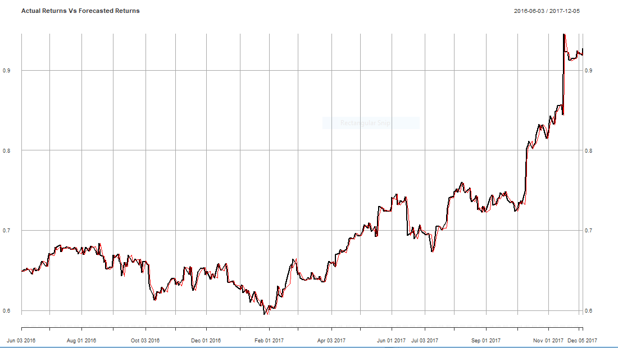 Actual Returns Vs Forecasted Returns 2016-06-03 / 2017-12-05
0.9 0.9
0.8 0.8
0.7 0.7
0.6 0.6
Jun 03 2016 Aug 01 2016 Oct 03 2016 Dec 01 2016 Feb 01 2017 Apr 03 2017 Jun 01 2017 Jul 03 2017 Sep 01 2017 Nov 01 2017 Dec 05 2017